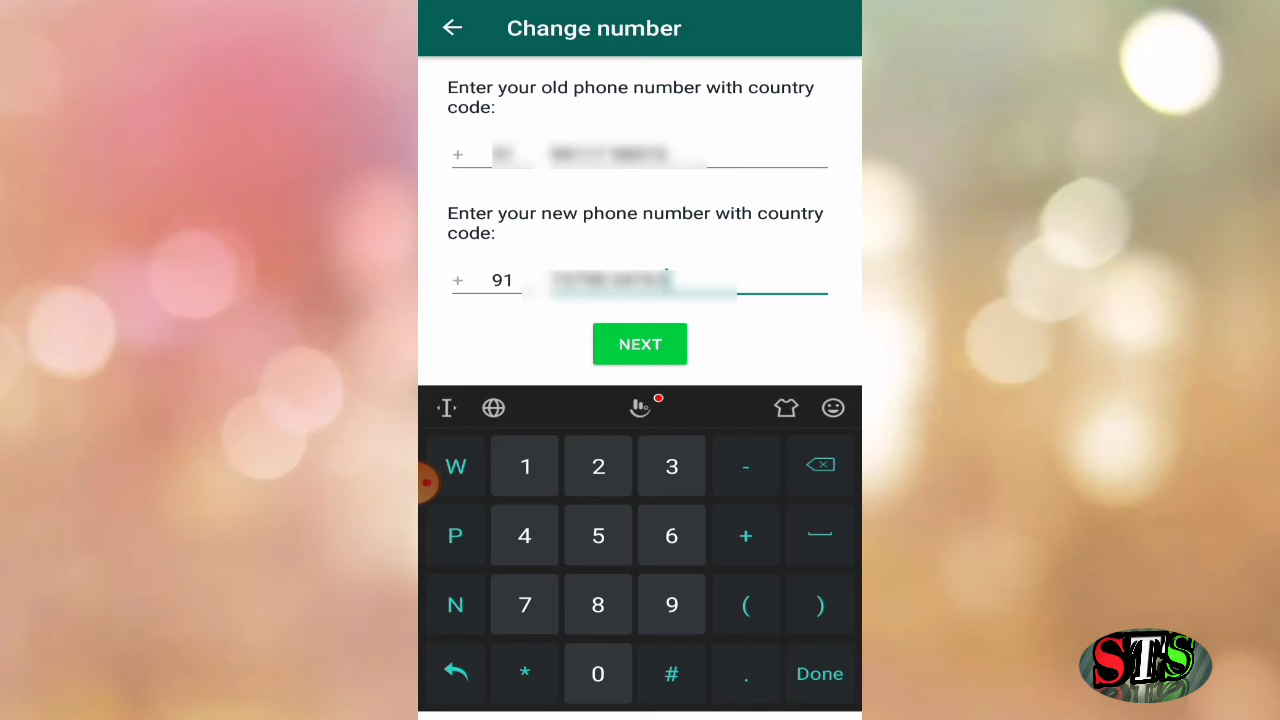 Change number
Enter your old phone number with country
code:
+
Enter your new phone number with country
code:
+ 91
NEXT
W 1 2 3 -
P 4 5 6 +
N 7 8 9 ( )
* 0 # . Done
STS